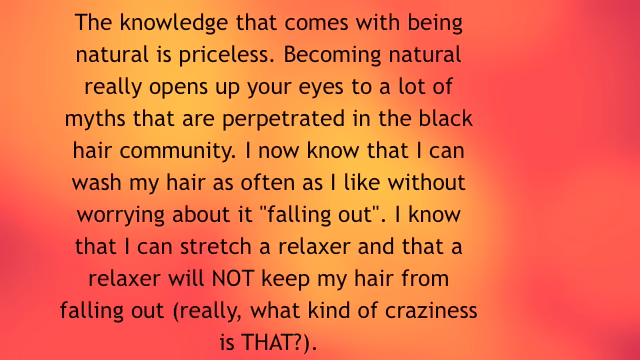 The knowledge that comes with being
natural is priceless. Becoming natural
really opens up your eyes to a lot of
myths that are perpetrated in the black
hair community. I now know that I can
wash my hair as often as I like without
worrying about it "falling out". I know
that I can stretch a relaxer and that a
relaxer will NOT keep my hair from
falling out (really, what kind of craziness
is THAT?).